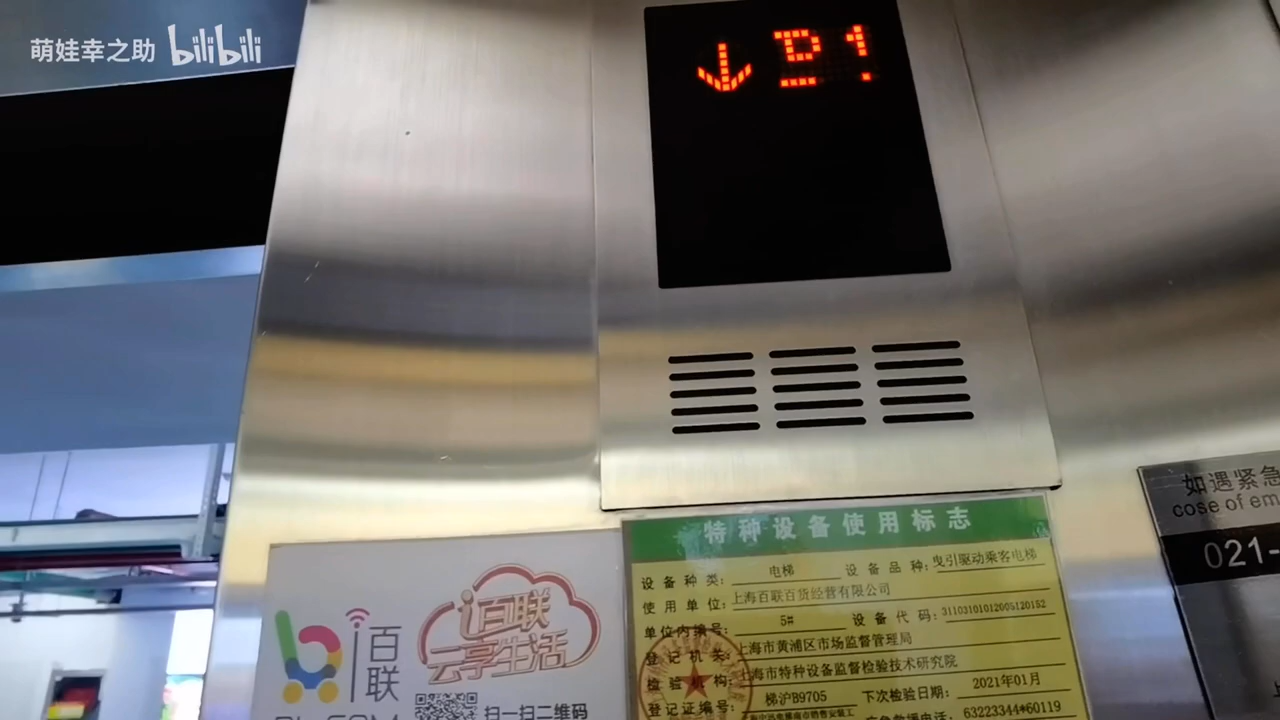 萌娃幸之助 bilibili
特种设备使用标志
设备种类： 电梯 设备品种：曳引驱动乘客电梯
使用单位：上海百联百货经营有限公司
单位内编号： 5# 设备代码：31103101012005120152
登记机关：上海市黄浦区市场监督管理局
检验机构：上海市特种设备监督检验技术研究院
登记证编号： 梯沪B9705 下次检验日期： 2021年01月
63223344*60119
i百联
云享生活
百联
扫一扫二维码
如遇紧急
cose of em
021-